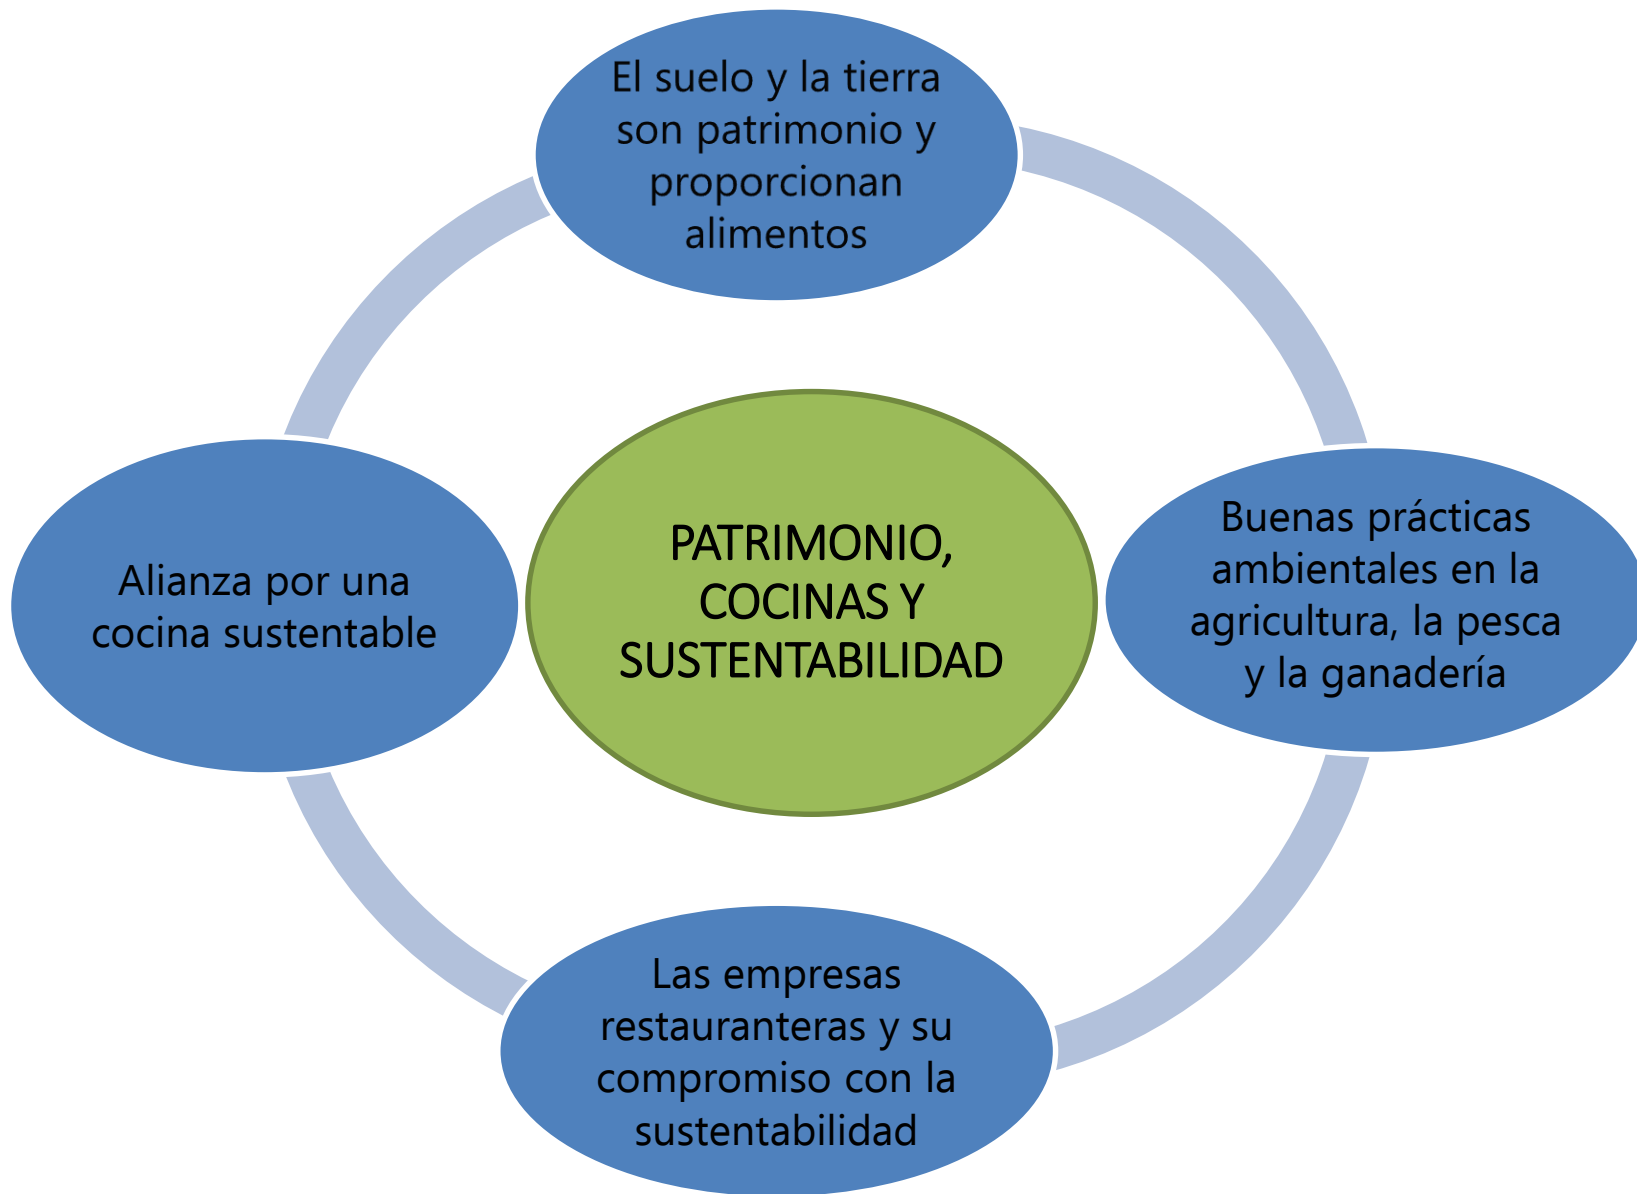 El suelo y la tierra
son patrimonio y
proporcionan
alimentos
Buenas prácticas
ambientales en la
agricultura, la pesca
y la ganadería
Las empresas
restauranteras y su
compromiso con la
sustentabilidad
Alianza por una
cocina sustentable
PATRIMONIO,
COCINAS Y
SUSTENTABILIDAD